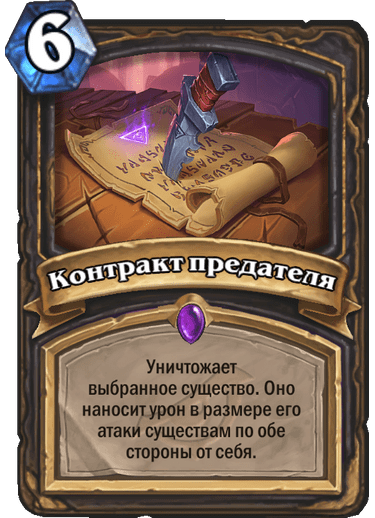 6
Контракт предателя
Уничтожает
выбранное существо. Оно
наносит урон в размере его
атаки существам по обе
стороны от себя.